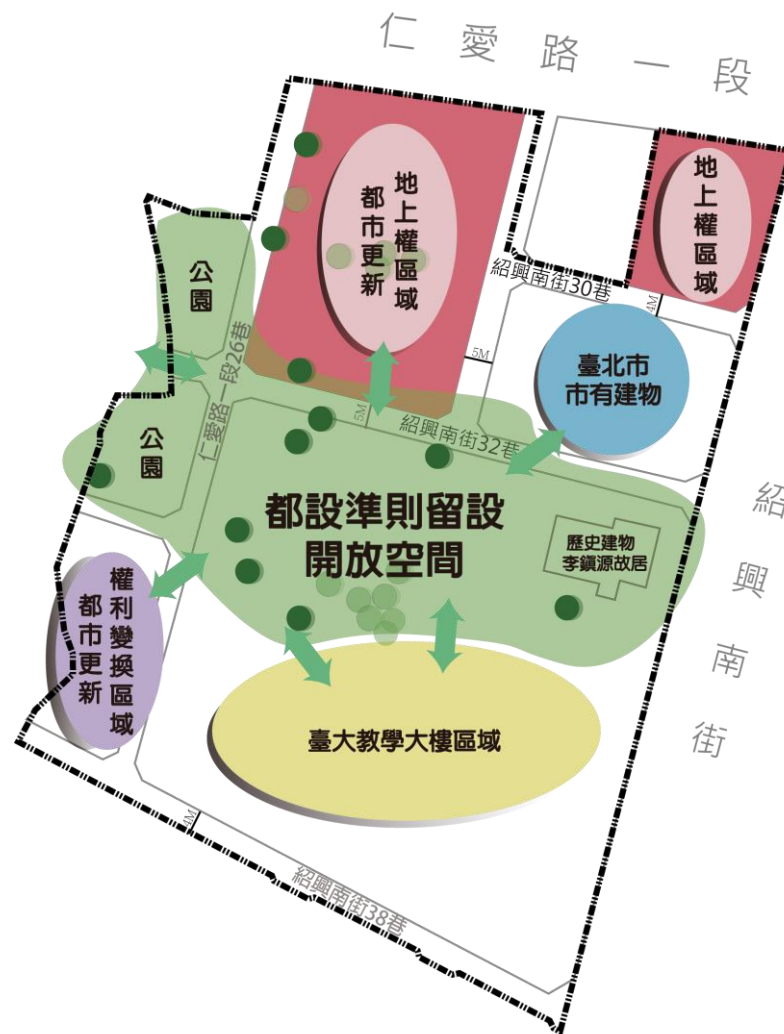 仁愛路一段
地上權區域
都市更新
地上權區域
公園
紹興南街30巷
4M
仁愛路一段26巷
5M
臺北市
市有建物
5M
紹興南街32巷
公園
都設準則留設
開放空間
歷史建物
李鎮源故居
紹興南街
權利變換區域
都市更新
臺大教學大樓區域
4M
紹興南街38巷